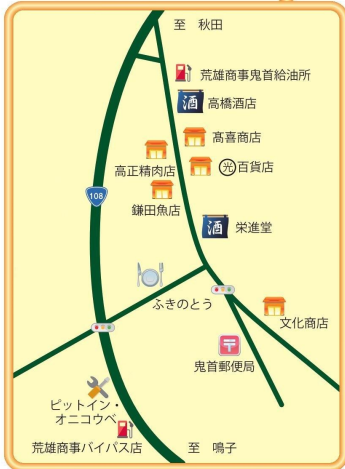 至 秋田
荒雄商事鬼首給油所
酒 高橋酒店
髙喜商店
光百貨店
高正精肉店
鎌田魚店
108
酒 栄進堂
ふきのとう
文化商店
鬼首郵便局
ピットイン・
オニコウベ
荒雄商事バイパス店
至 鳴子